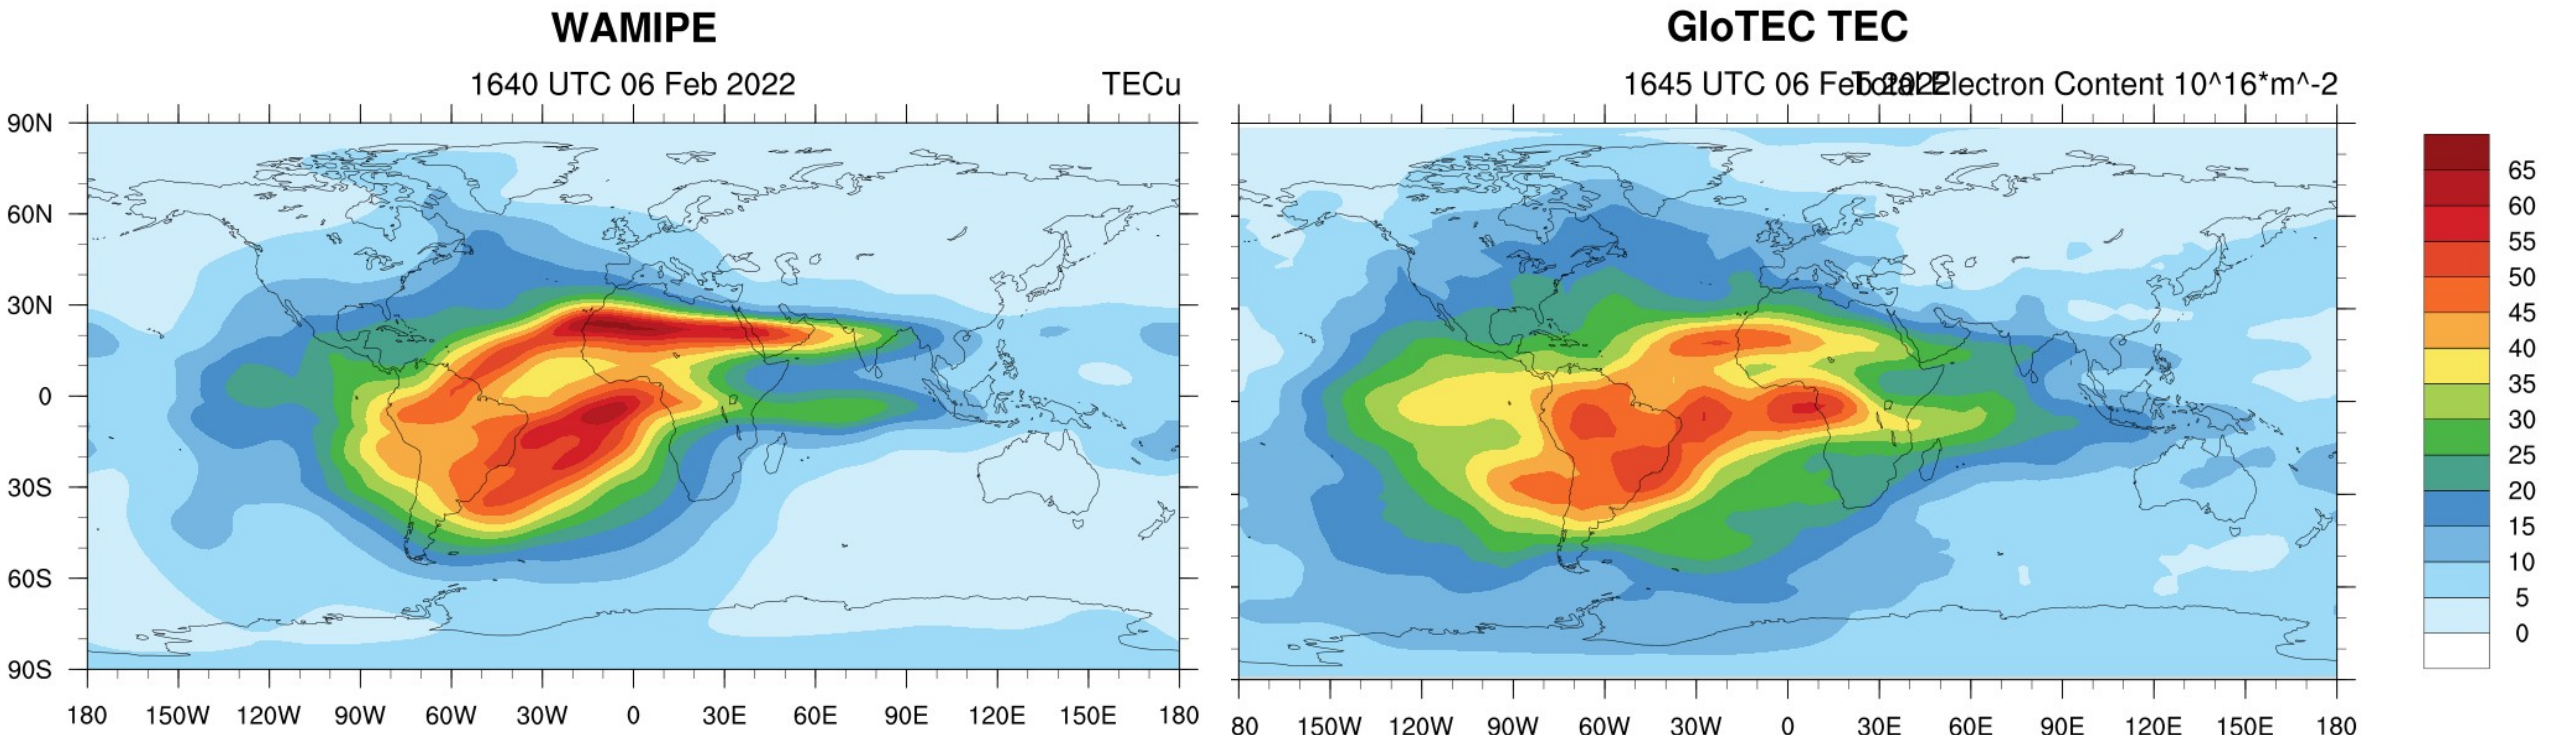 WAMIPE
1640 UTC 06 Feb 2022
TECu
90N
60N
30N
0
30S
60S
90S
180 150W 120W 90W 60W 30W 0 30E 60E 90E 120E 150E 180
GloTEC TEC
1645 UTC 06 Feb 2022
Total Electron Content 10^16*m^-2
80 150W 120W 90W 60W 30W 0 30E 60E 90E 120E 150E 180
65
60
55
50
45
40
35
30
25
20
15
10
5
0